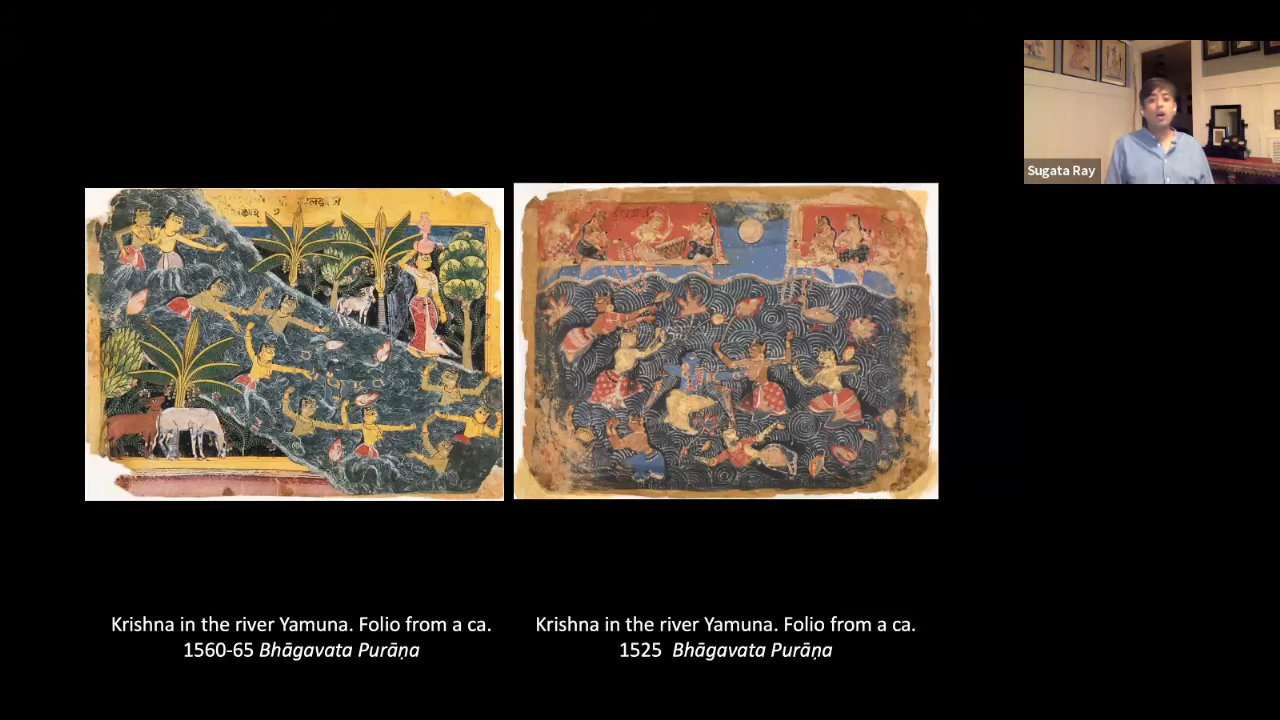 Sugata Ray
Krishna in the river Yamuna. Folio from a ca.
1560-65 Bhāgavata Purāṇa
Krishna in the river Yamuna. Folio from a ca.
1525 Bhāgavata Purāṇa